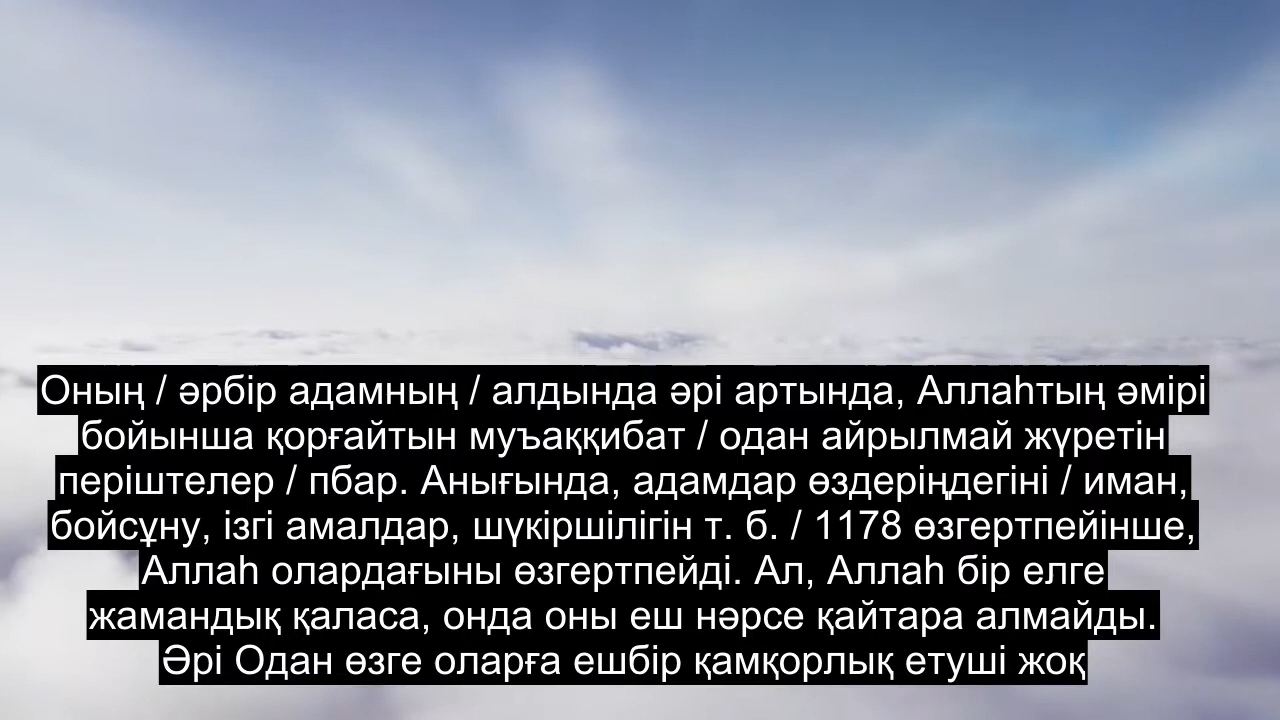 Оның / әрбір адамның / алдында әрі артында, Аллаһтың әмірі
бойынша қорғайтын муъаққибат / одан айрылмай жүретін
періштелер / пбар. Анығында, адамдар өздеріңдегіні / иман,
бойсұну, ізгі амалдар, шүкіршілігін т. б. / 1178 өзгертпейінше,
Аллаһ олардағыны өзгертпейді. Ал, Аллаһ бір елге
жамандық қаласа, онда оны еш нәрсе қайтара алмайды.
Әрі Одан өзге оларға ешбір қамқорлық етуші жоқ